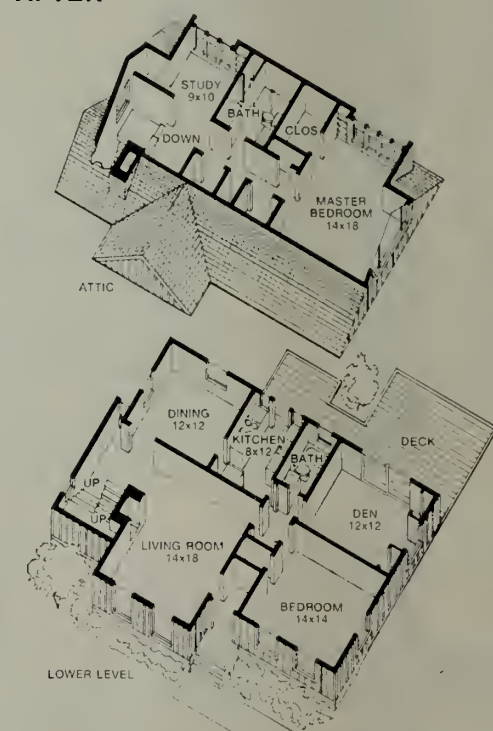 STUDY
9x10
BATH
CLOS
DOWN
MASTER
BEDROOM
14x18
ATTIC
DINING
12x12
KITCHEN
8x12
BATH
DECK
UP
UP
DEN
12x12
LIVING ROOM
14x18
BEDROOM
14x14
LOWER LEVEL